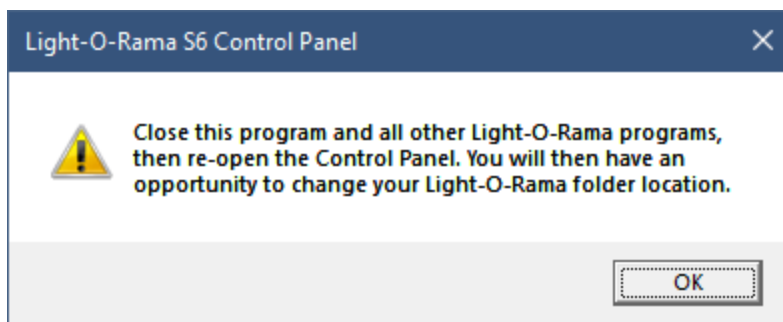 Light-O-Rama S6 Control Panel
Close this program and all other Light-O-Rama programs,
then re-open the Control Panel. You will then have an
opportunity to change your Light-O-Rama folder location.
OK